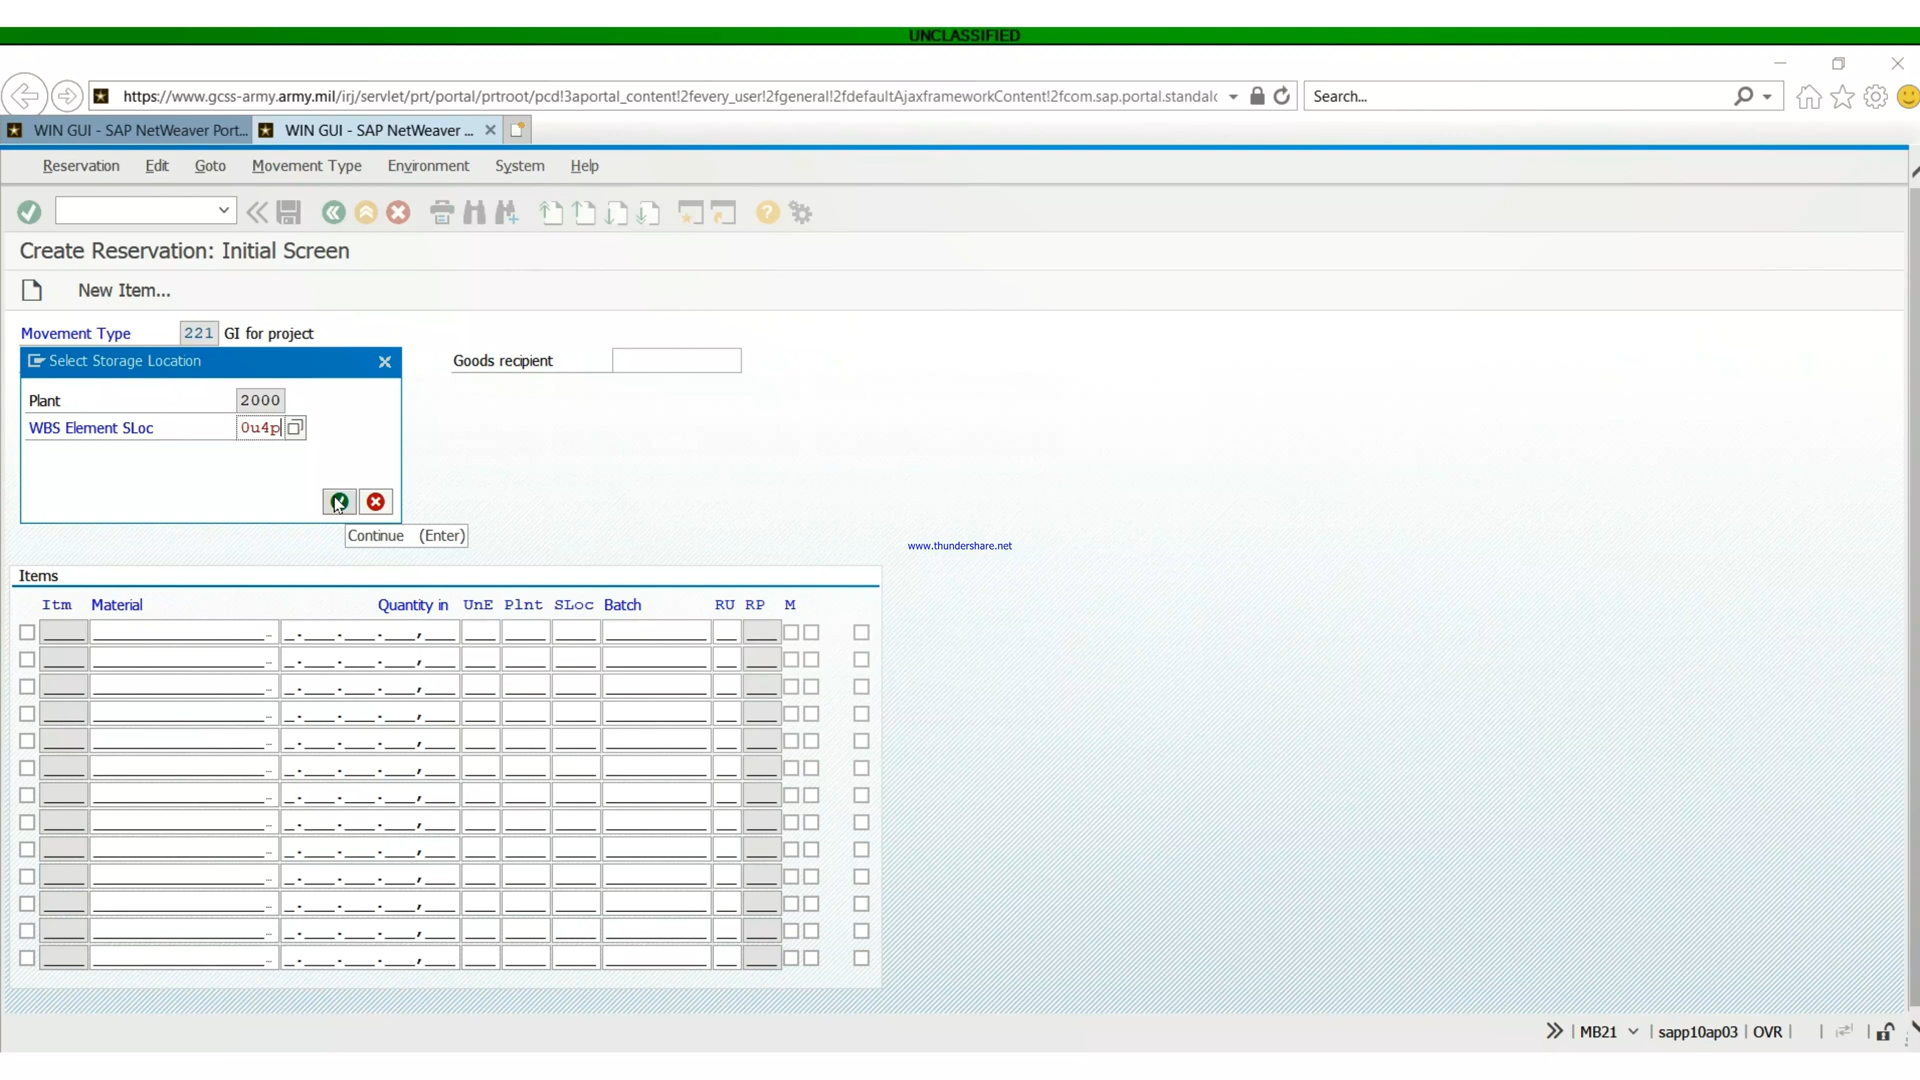 UNCLASSIFIED
https://www.gcss-army.army.mil/irj/servlet/prt/portal/prtroot/pcd!3aportal_content!2fevery_user!2fgeneral!2fdefaultAjaxframeworkContent!2fcom.sap.portal.standalc
Search...
WIN GUI - SAP NetWeaver Port...
WIN GUI - SAP NetWeaver ...
Reservation Edit Goto Movement Type Environment System Help
Create Reservation: Initial Screen
New Item...
Movement Type 221 GI for project
Select Storage Location
Goods recipient
Plant 2000
WBS Element SLoc 0u4p
Continue (Enter)
www.thundershare.net
Items
Itm Material Quantity in UnE Plnt SLoc Batch RU RP M
MB21 sapp10ap03 OVR